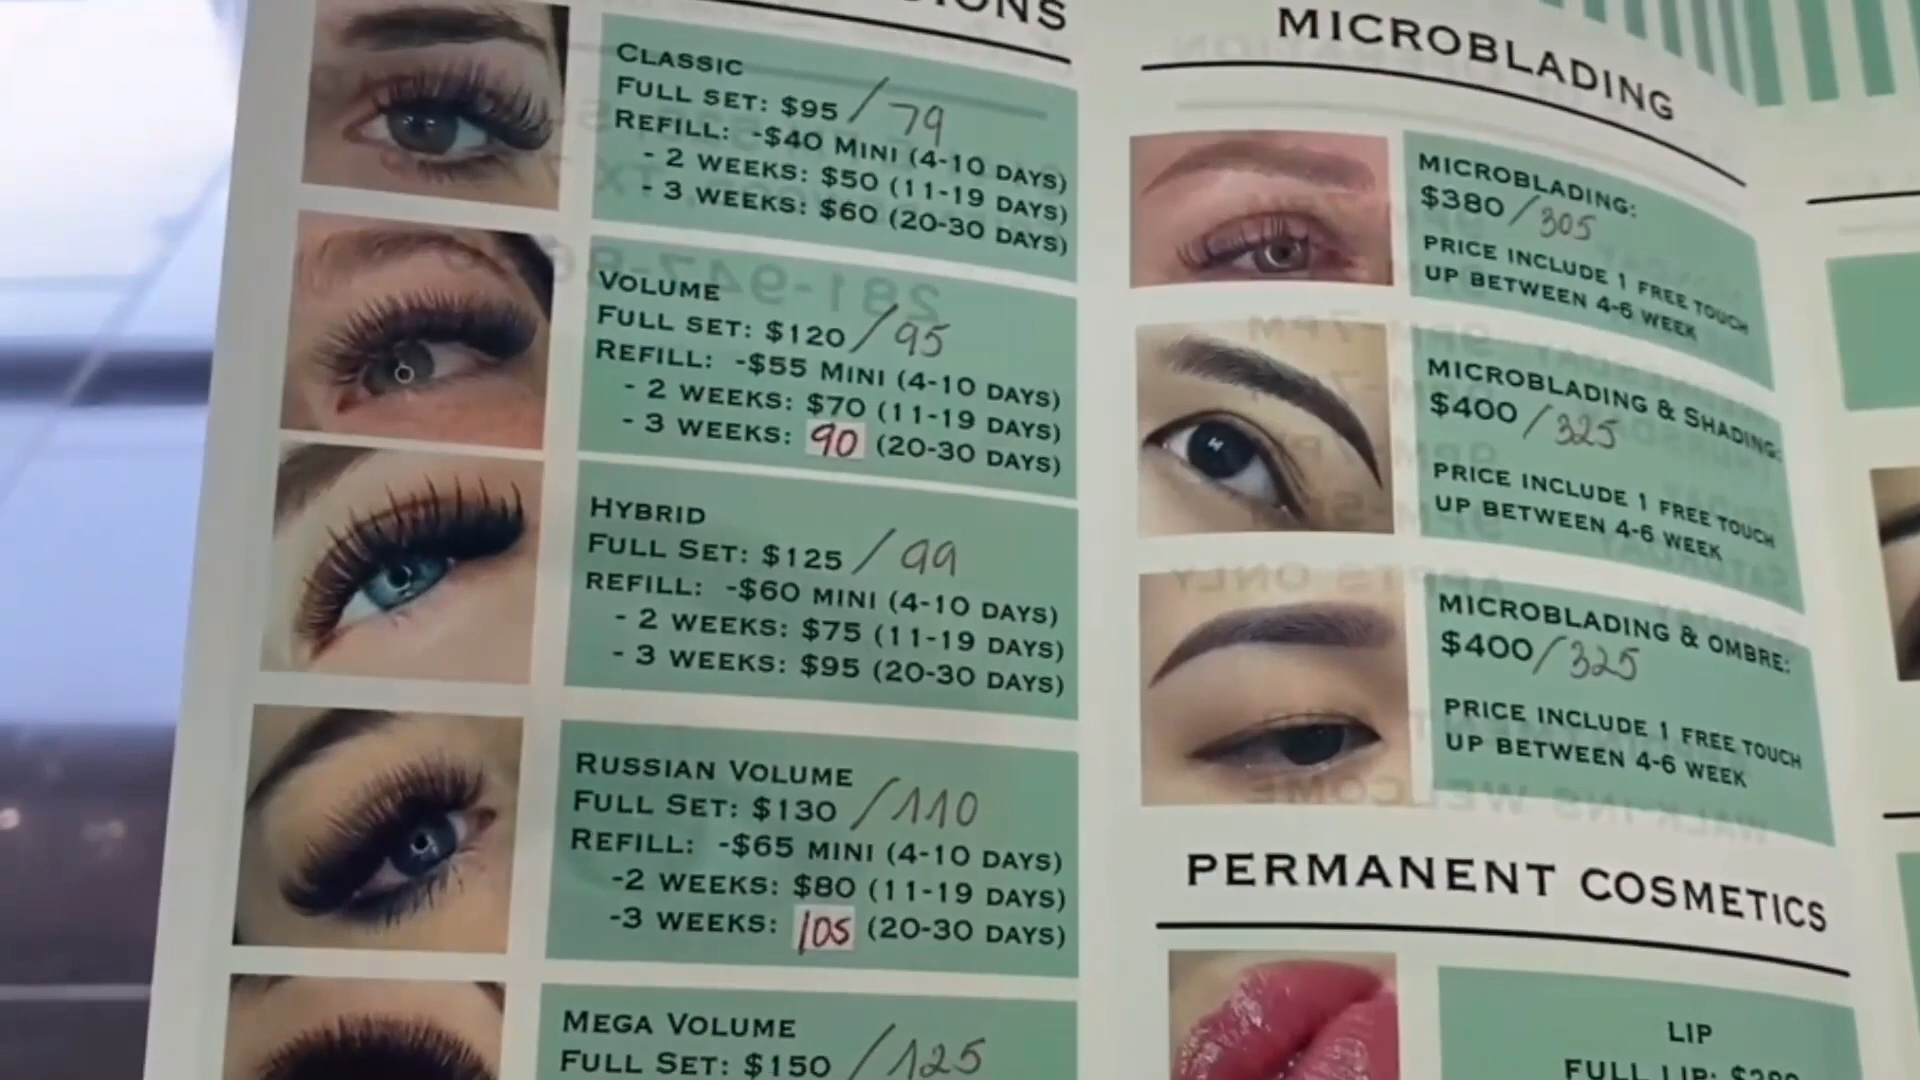 CLASSIC
FULL SET: $95 / 79
REFILL: -$40 MINI (4-10 DAYS)
- 2 WEEKS: $50 (11-19 DAYS)
- 3 WEEKS: $60 (20-30 DAYS)
VOLUME
FULL SET: $120 / 95
REFILL: -$55 MINI (4-10 DAYS)
- 2 WEEKS: $70 (11-19 DAYS)
- 3 WEEKS: 90 (20-30 DAYS)
HYBRID
FULL SET: $125 / 99
REFILL: -$60 MINI (4-10 DAYS)
- 2 WEEKS: $75 (11-19 DAYS)
- 3 WEEKS: $95 (20-30 DAYS)
RUSSIAN VOLUME
FULL SET: $130 / 110
REFILL: -$65 MINI (4-10 DAYS)
-2 WEEKS: $80 (11-19 DAYS)
-3 WEEKS: 105 (20-30 DAYS)
MEGA VOLUME
FULL SET: $150 / 125
MICROBLADING
MICROBLADING:
$380 / 305
PRICE INCLUDE 1 FREE TOUCH
UP BETWEEN 4-6 WEEK
MICROBLADING & SHADING:
$400 / 325
PRICE INCLUDE 1 FREE TOUCH
UP BETWEEN 4-6 WEEK
MICROBLADING & OMBRE:
$400 / 325
PRICE INCLUDE 1 FREE TOUCH
UP BETWEEN 4-6 WEEK
PERMANENT COSMETICS
LIP
FULL LIP: